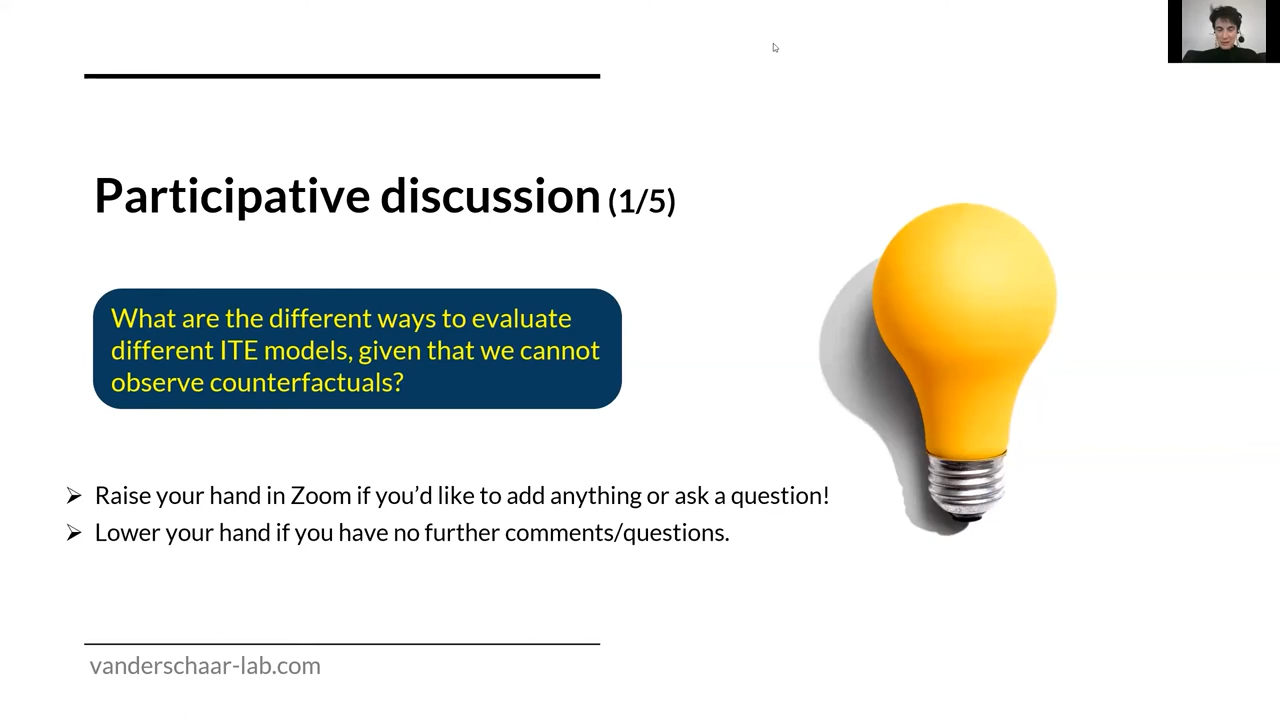 Participative discussion (1/5)
What are the different ways to evaluate
different ITE models, given that we cannot
observe counterfactuals?
➢ Raise your hand in Zoom if you’d like to add anything or ask a question!
➢ Lower your hand if you have no further comments/questions.
vanderschaar-lab.com